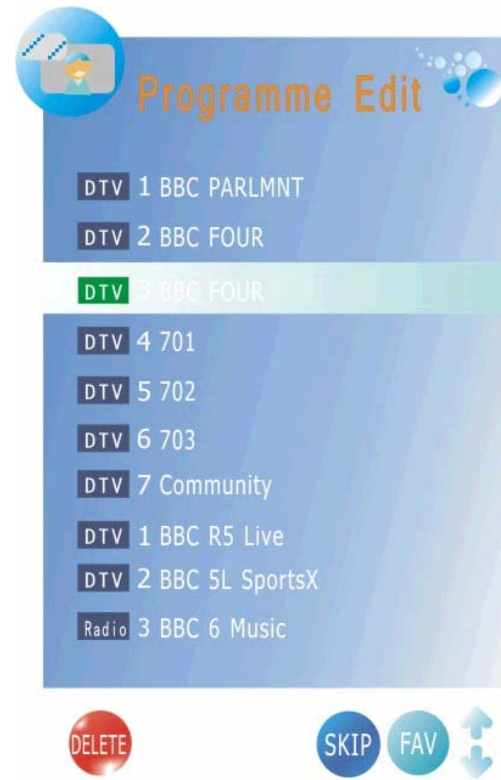 Programme Edit
DTV 1 BBC PARLMNT
DTV 2 BBC FOUR
DTV 3 BBC FOUR
DTV 4 701
DTV 5 702
DTV 6 703
DTV 7 Community
DTV 1 BBC R5 Live
DTV 2 BBC 5L SportsX
Radio 3 BBC 6 Music
DELETE SKIP FAV